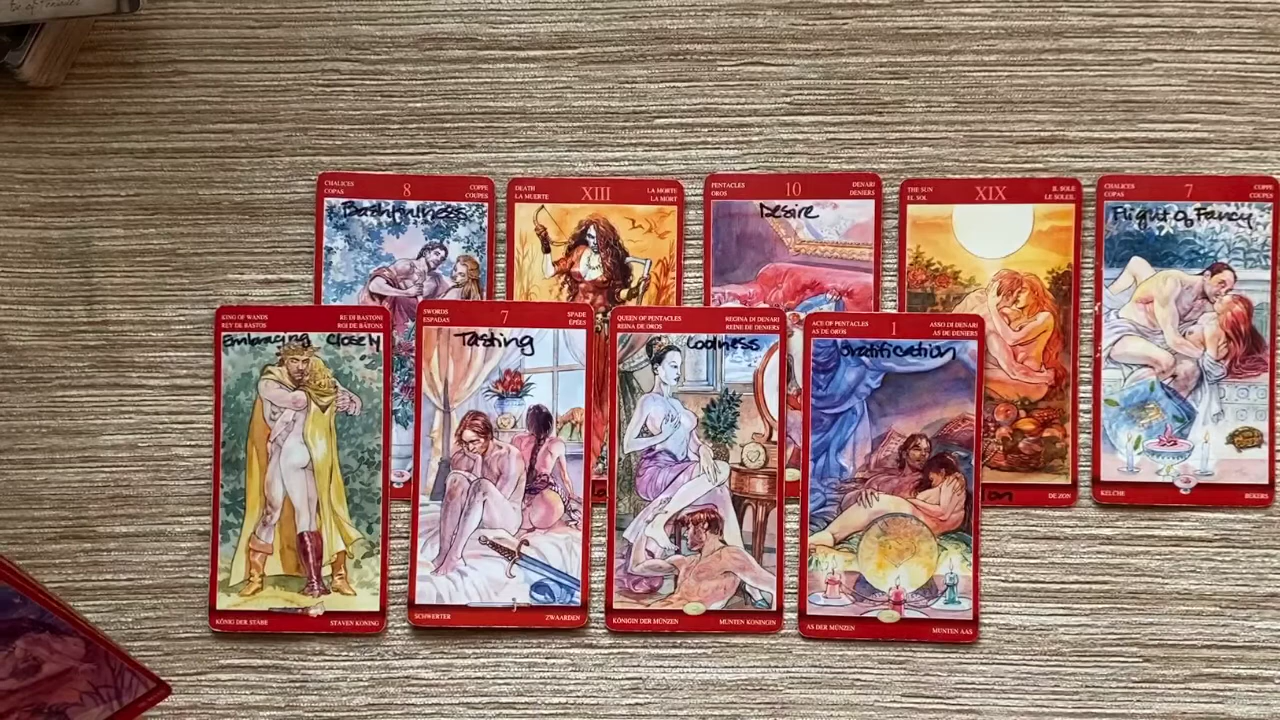 CHALICES
COPAS
8
COPPE
COUPES
Bashfulness
DEATH
LA MUERTE
XIII
LA MORTE
LA MORT
PENTACLES
OROS
10
DENARI
DENIERS
Desire
THE SUN
EL SOL
XIX
IL SOLE
LE SOLEIL
DE ZON
CHALICES
COPAS
7
COPPE
COUPES
Flight of Fancy
KELCHE
BEKERS
KING OF WANDS
REY DE BASTOS
RE DI BASTONI
ROI DE BÂTONS
Embracing Closely
KÖNIG DER STÄBE
STAVEN KONING
SWORDS
ESPADAS
7
SPADE
ÉPÉES
Tasting
SCHWERTER
ZWAARDEN
QUEEN OF PENTACLES
REINA DE OROS
REGINA DI DENARI
REINE DE DENIERS
Coolness
KÖNIGIN DER MÜNZEN
MUNTEN KONINGIN
ACE OF PENTACLES
AS DE OROS
1
ASSO DI DENARI
AS DE DENIERS
Gratification
AS DER MÜNZEN
MUNTEN AAS